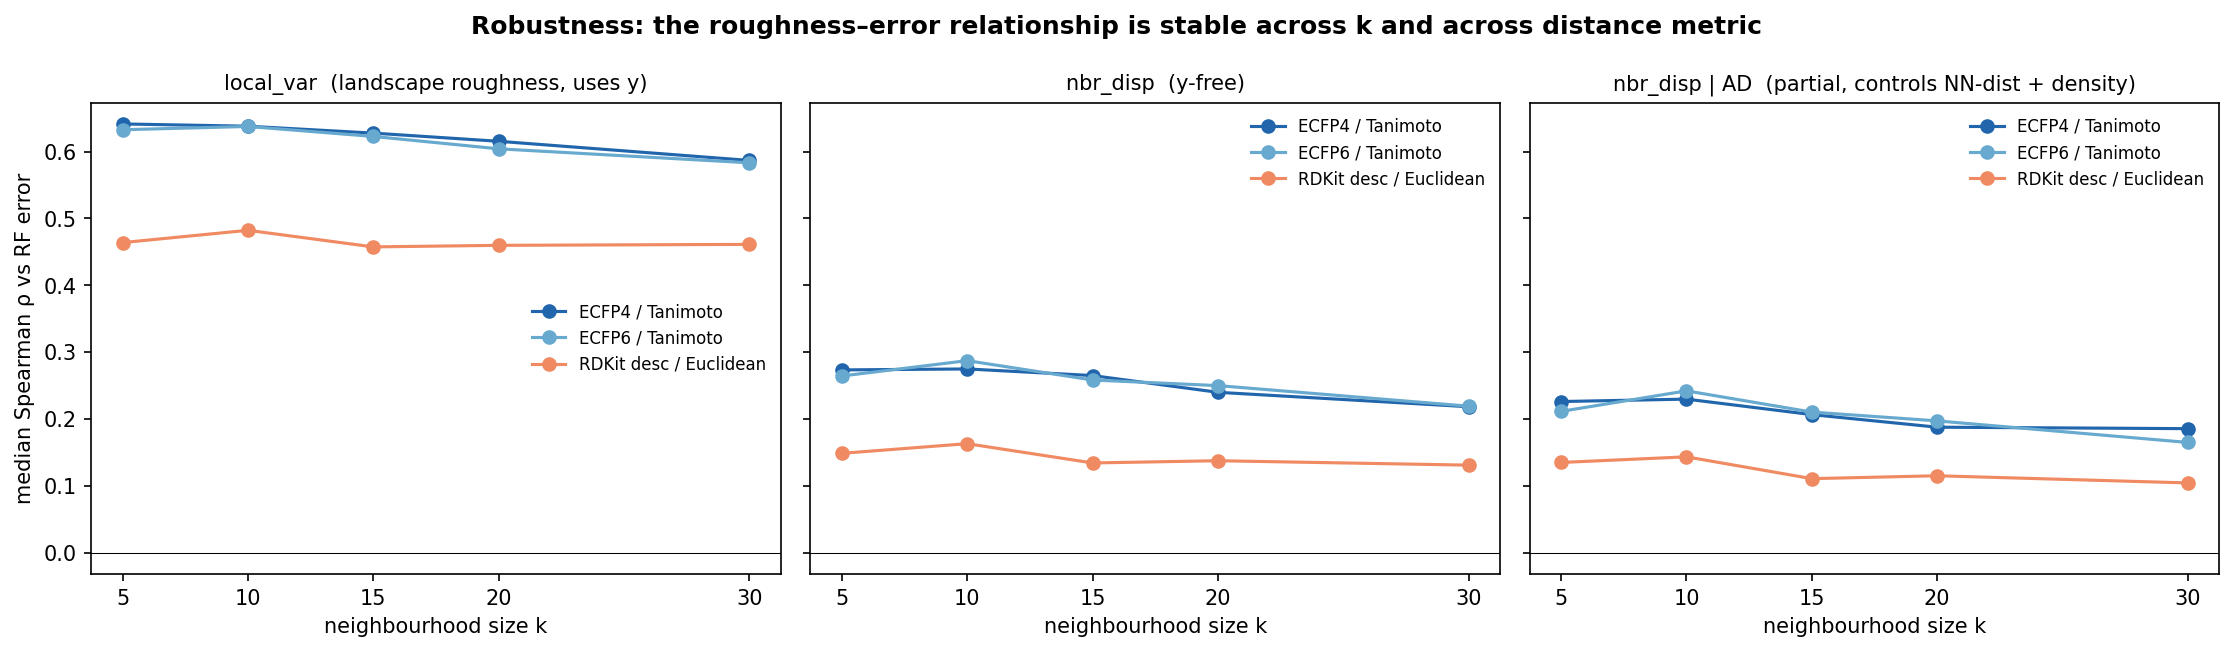 Robustness: the roughness–error relationship is stable across k and across distance metric
local_var  (landscape roughness, uses y)
median Spearman ρ vs RF error
0.6
0.5
0.4
0.3
0.2
0.1
0.0
ECFP4 / Tanimoto
ECFP6 / Tanimoto
RDKit desc / Euclidean
5 10 15 20 30
neighbourhood size k
nbr_disp  (y-free)
ECFP4 / Tanimoto
ECFP6 / Tanimoto
RDKit desc / Euclidean
5 10 15 20 30
neighbourhood size k
nbr_disp | AD  (partial, controls NN-dist + density)
ECFP4 / Tanimoto
ECFP6 / Tanimoto
RDKit desc / Euclidean
5 10 15 20 30
neighbourhood size k